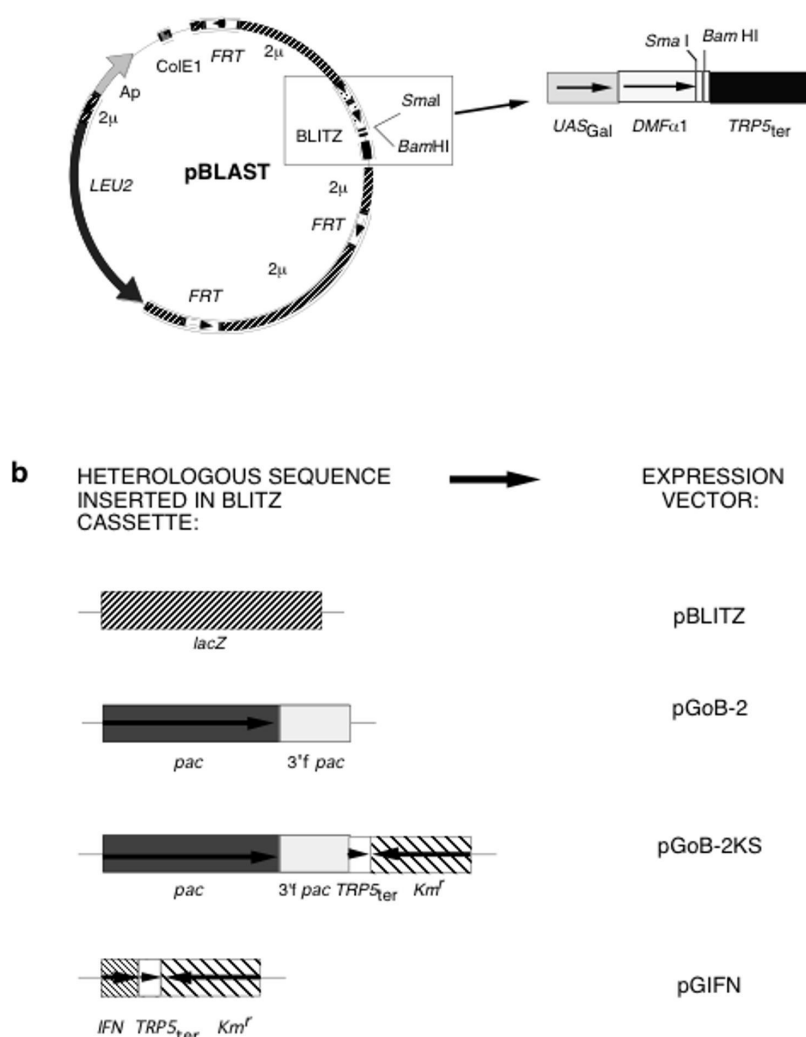 ColE1 FRT 2μ
Ap
2μ
LEU2
pBLAST
BLITZ
SmaI
BamHI
2μ
FRT
2μ
FRT
Sma I Bam HI
UASGal DMFα1 TRP5ter
b HETEROLOGOUS SEQUENCE
INSERTED IN BLITZ
CASSETTE:
EXPRESSION
VECTOR:
lacZ
pBLITZ
pac 3'f pac
pGoB-2
pac 3'f pac TRP5ter Kmr
pGoB-2KS
IFN TRP5ter Kmr
pGIFN